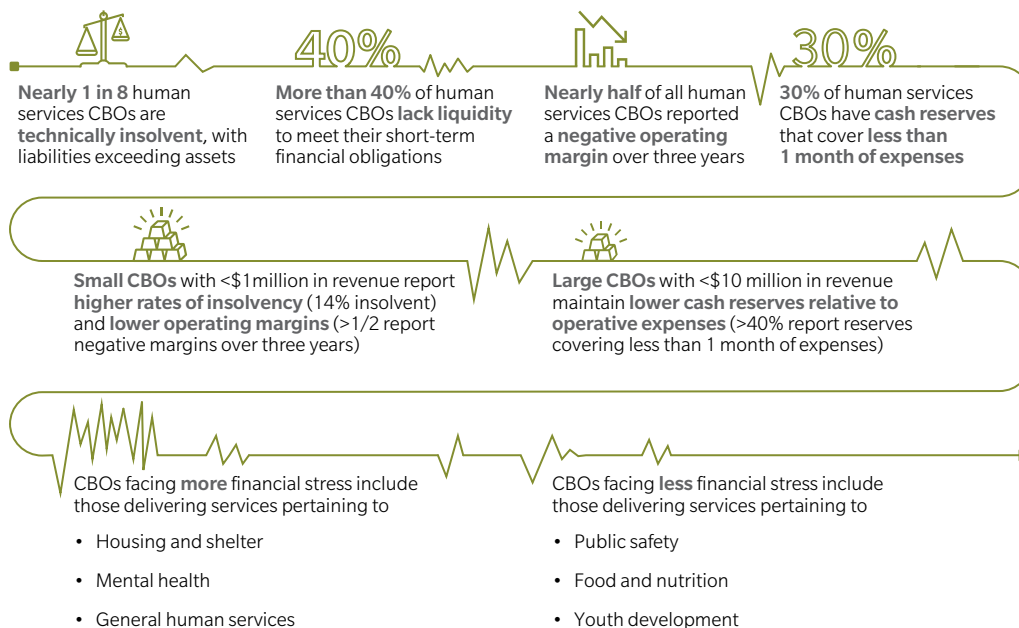 40%
30%
Nearly 1 in 8 human
services CBOs are
technically insolvent, with
liabilities exceeding assets
More than 40% of human
services CBOs lack liquidity
to meet their short-term
financial obligations
Nearly half of all human
services CBOs reported
a negative operating
margin over three years
30% of human services
CBOs have cash reserves
that cover less than
1 month of expenses
Small CBOs with <$1million in revenue report
higher rates of insolvency (14% insolvent)
and lower operating margins (>1/2 report
negative margins over three years)
Large CBOs with <$10 million in revenue
maintain lower cash reserves relative to
operative expenses (>40% report reserves
covering less than 1 month of expenses)
CBOs facing more financial stress include
those delivering services pertaining to
• Housing and shelter
• Mental health
• General human services
CBOs facing less financial stress include
those delivering services pertaining to
• Public safety
• Food and nutrition
• Youth development